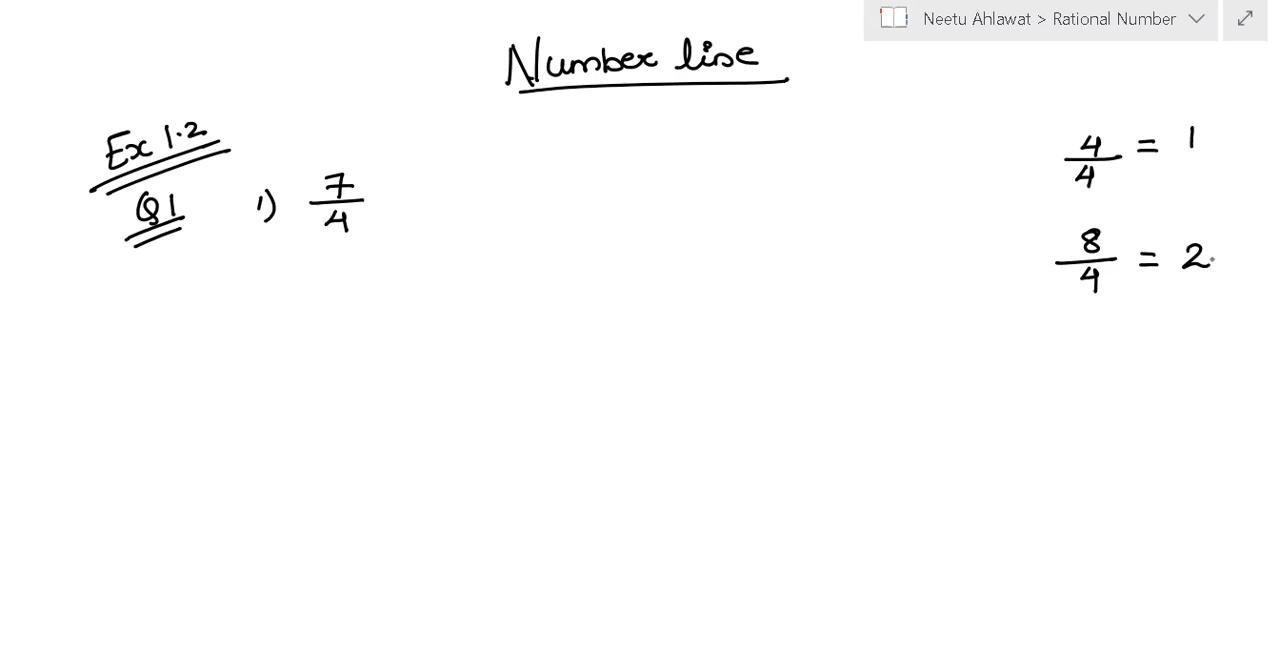 Neetu Ahlawat > Rational Number
Number line
Ex 1.2
Q1 1) 7/4
4/4 = 1
8/4 = 2